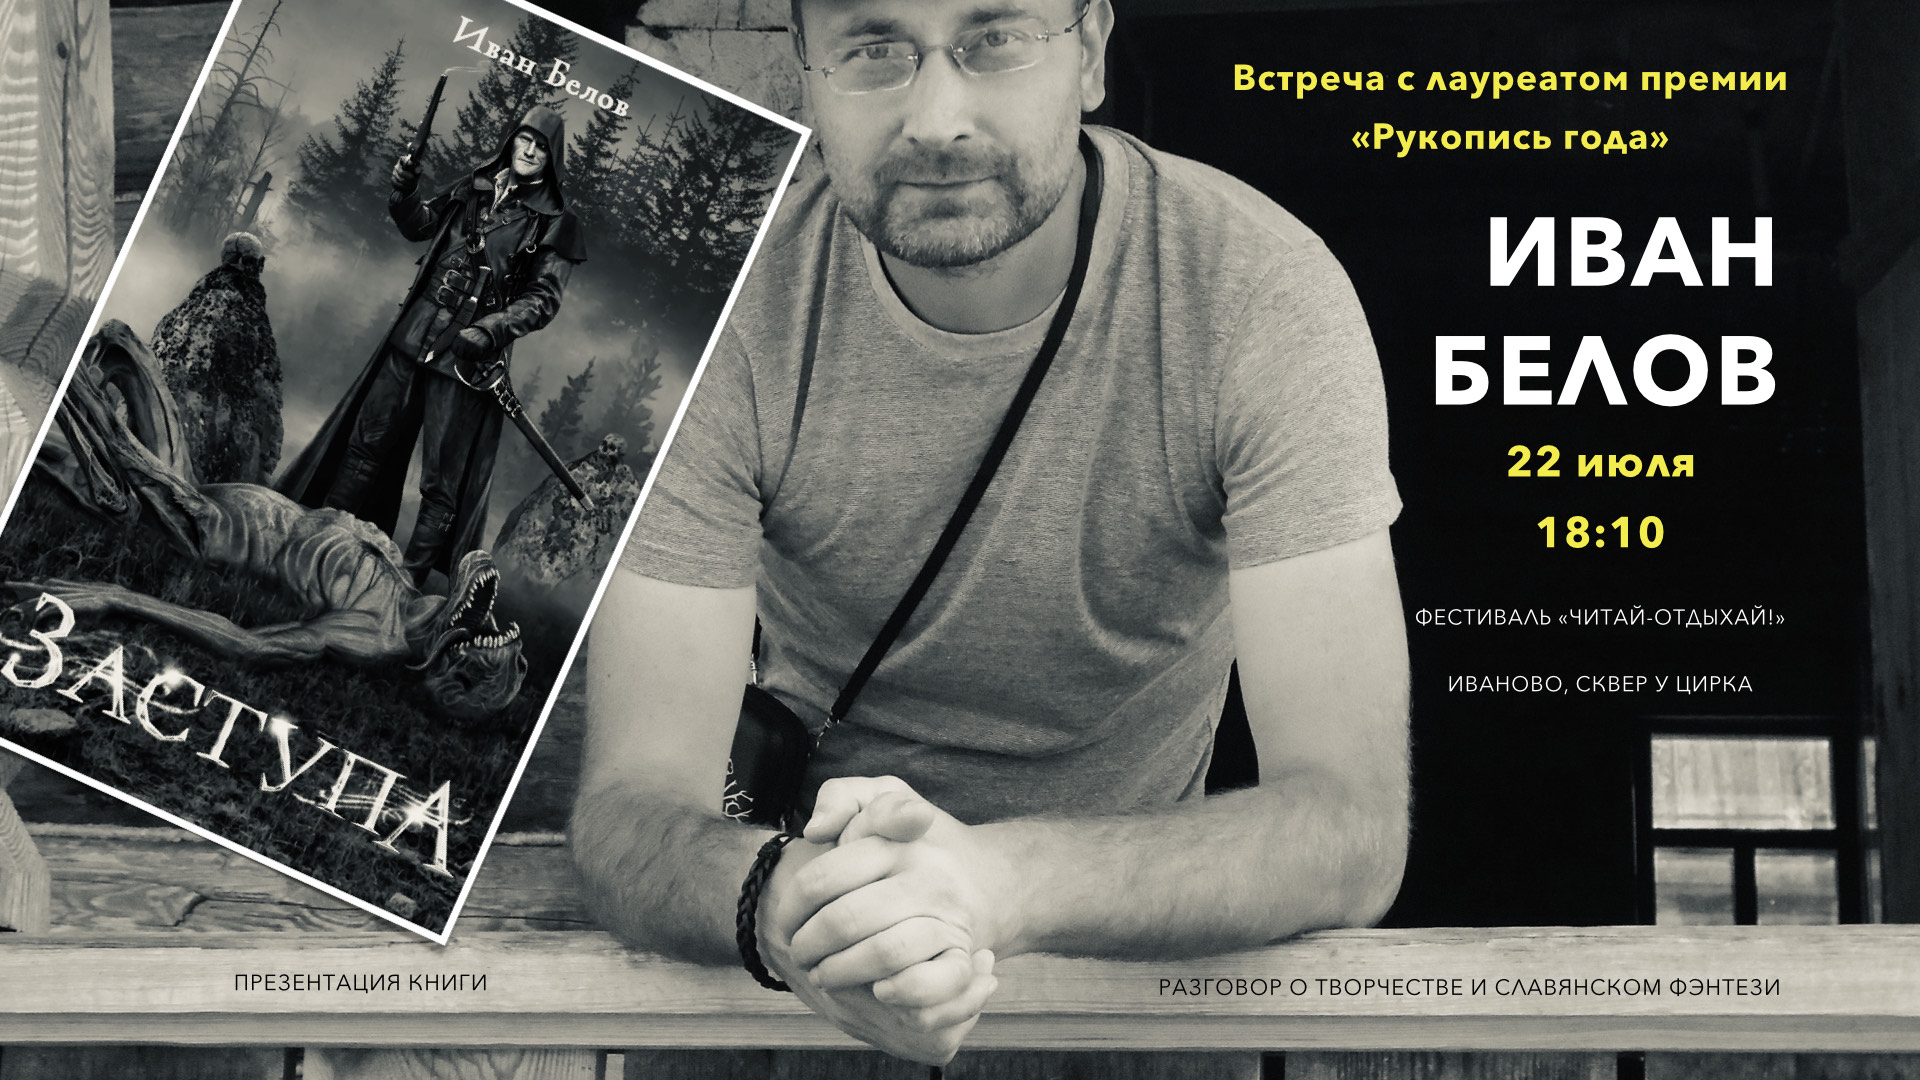 Иван Белов
ЗАСТУПА
Встреча с лауреатом премии
«Рукопись года»
ИВАН
БЕЛОВ
22 июля
18:10
ФЕСТИВАЛЬ «ЧИТАЙ-ОТДЫХАЙ!»
ИВАНОВО, СКВЕР У ЦИРКА
ПРЕЗЕНТАЦИЯ КНИГИ
РАЗГОВОР О ТВОРЧЕСТВЕ И СЛАВЯНСКОМ ФЭНТЕЗИ